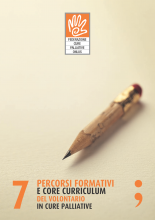 FEDERAZIONE
CURE
PALLIATIVE
ONLUS
7
PERCORSI FORMATIVI
E CORE CURRICULUM
DEL VOLONTARIO
IN CURE PALLIATIVE
;